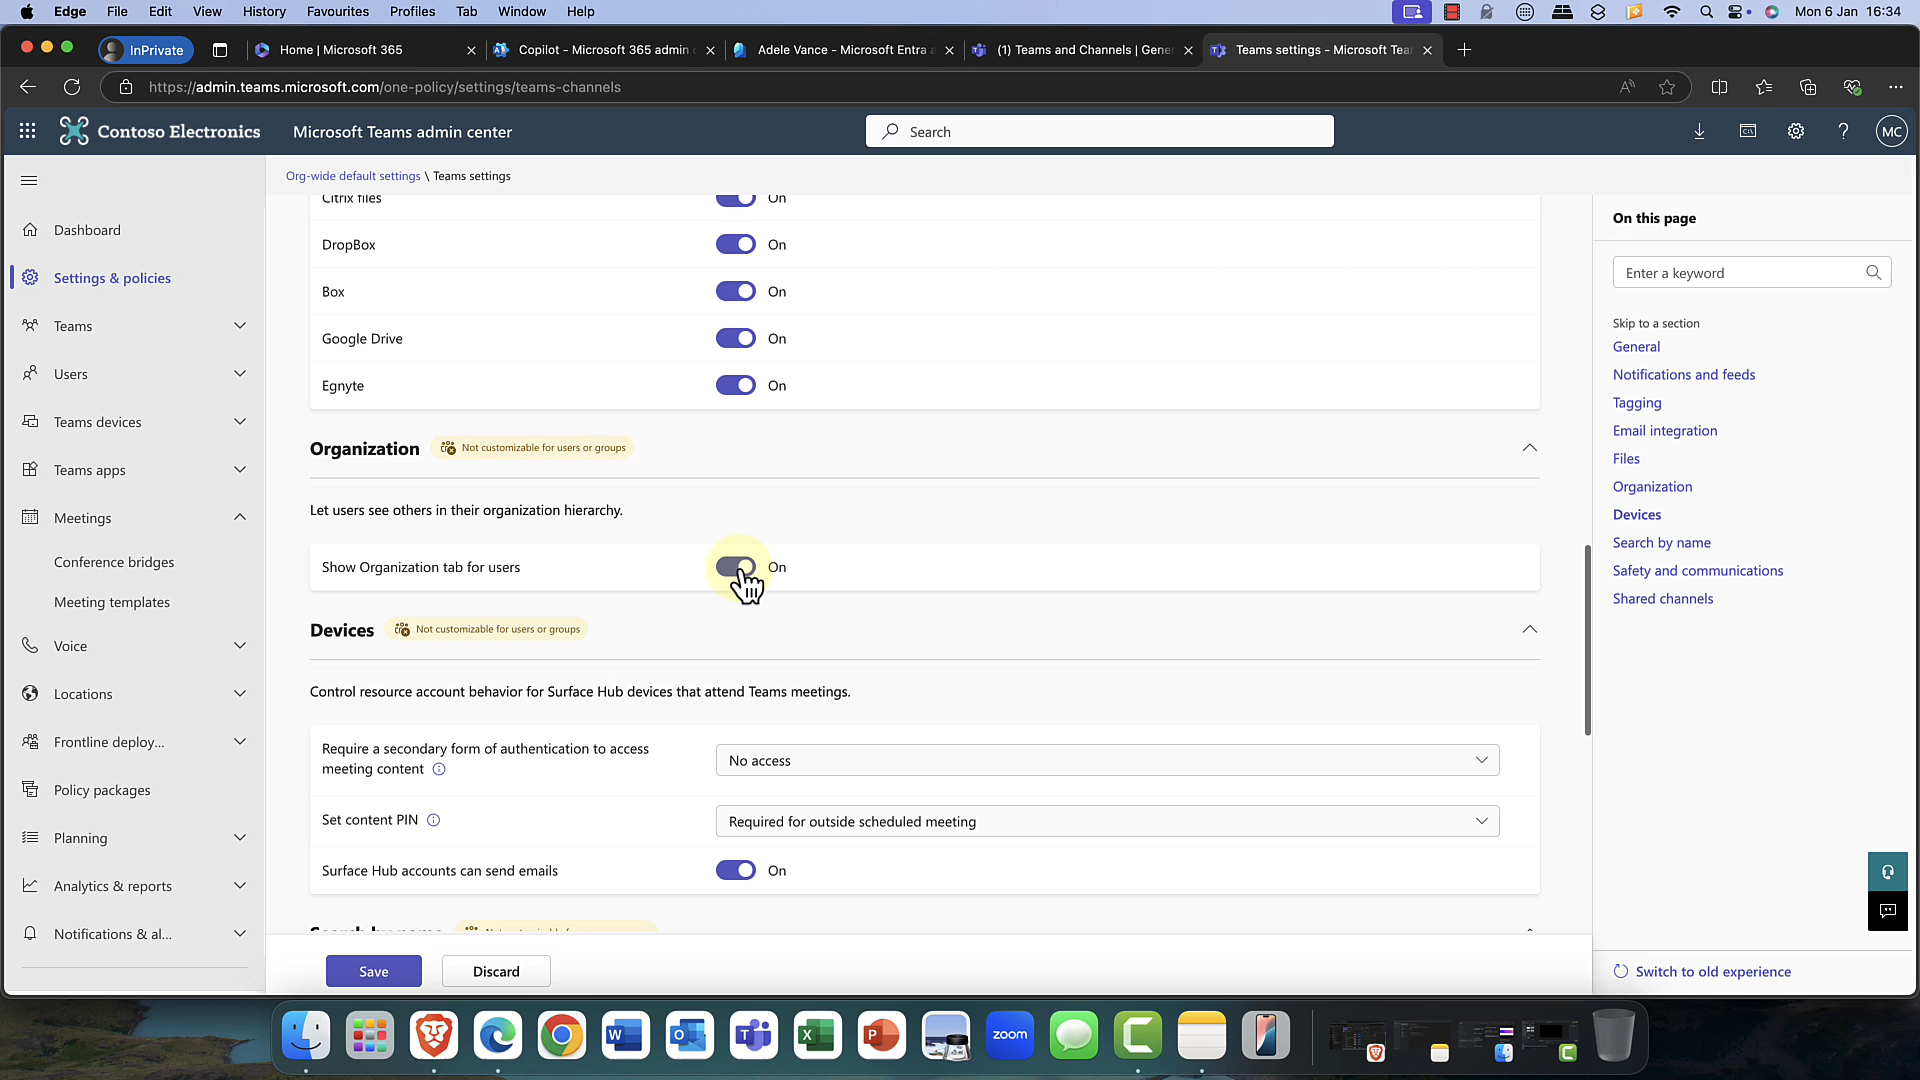 Edge File Edit View History Favourites Profiles Tab Window Help Mon 6 Jan 16:34
InPrivate Home | Microsoft 365 Copilot - Microsoft 365 admin Adele Vance - Microsoft Entra a (1) Teams and Channels | Gene Teams settings - Microsoft Tea
https://admin.teams.microsoft.com/one-policy/settings/teams-channels
Contoso Electronics Microsoft Teams admin center Search MC
Org-wide default settings \ Teams settings
Dashboard
Settings & policies
Teams
Users
Teams devices
Teams apps
Meetings
Conference bridges
Meeting templates
Voice
Locations
Frontline deploy...
Policy packages
Planning
Analytics & reports
Notifications & al...
Citrix files On
DropBox On
Box On
Google Drive On
Egnyte On
Organization Not customizable for users or groups
Let users see others in their organization hierarchy.
Show Organization tab for users On
Devices Not customizable for users or groups
Control resource account behavior for Surface Hub devices that attend Teams meetings.
Require a secondary form of authentication to access
meeting content
No access
Set content PIN Required for outside scheduled meeting
Surface Hub accounts can send emails On
Save Discard
On this page
Enter a keyword
Skip to a section
General
Notifications and feeds
Tagging
Email integration
Files
Organization
Devices
Search by name
Safety and communications
Shared channels
Switch to old experience
zoom